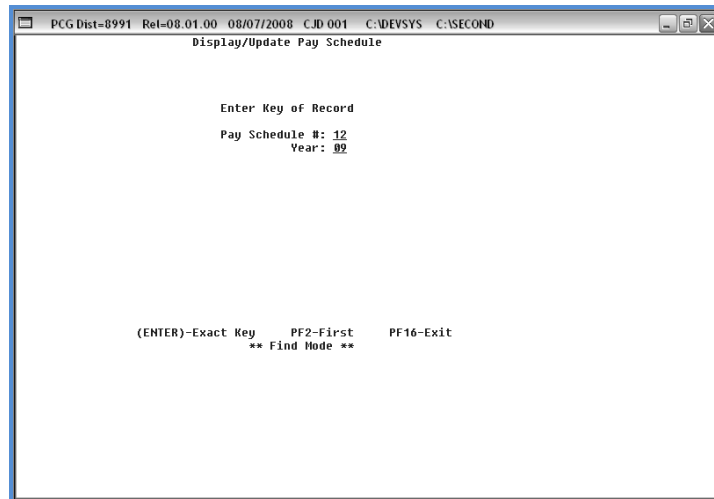 PCG Dist=8991 Rel=08.01.00 08/07/2008 CJD 001 C:\DEVSYS C:\SECOND
Display/Update Pay Schedule
Enter Key of Record
Pay Schedule #: 12
Year: 09
(ENTER)-Exact Key PF2-First PF16-Exit
** Find Mode **